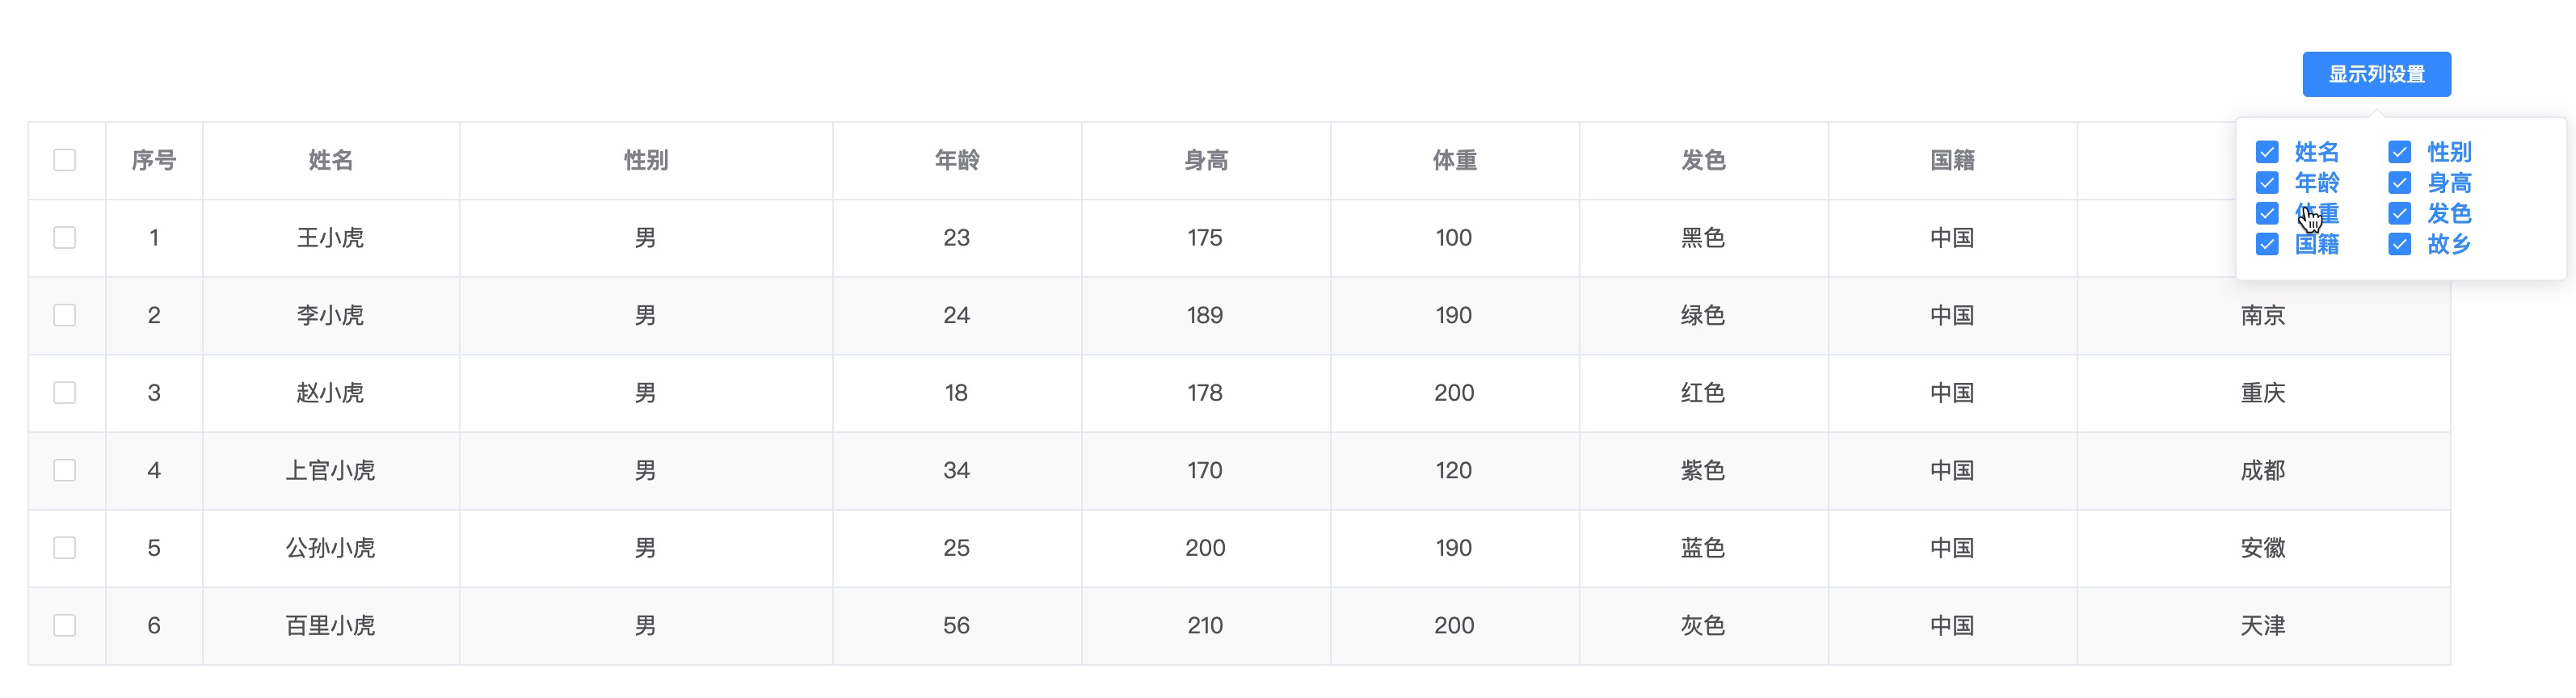 显示列设置
序号 姓名 性别 年龄 身高 体重 发色 国籍
姓名 性别
年龄 身高
体重 发色
国籍 故乡
1 王小虎 男 23 175 100 黑色 中国
2 李小虎 男 24 189 190 绿色 中国 南京
3 赵小虎 男 18 178 200 红色 中国 重庆
4 上官小虎 男 34 170 120 紫色 中国 成都
5 公孙小虎 男 25 200 190 蓝色 中国 安徽
6 百里小虎 男 56 210 200 灰色 中国 天津